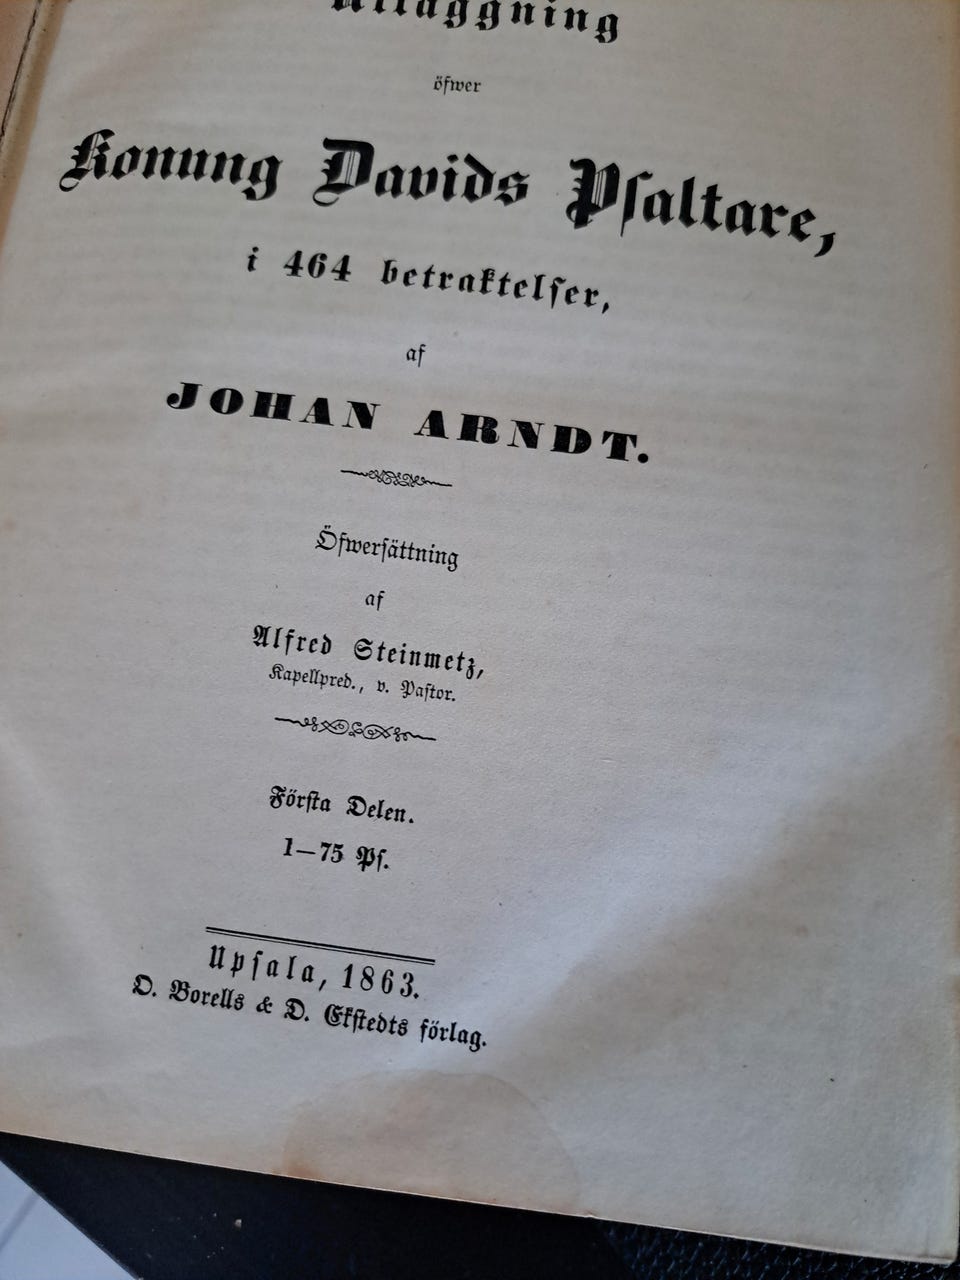 Utläggning
öfwer
Konung Davids Psaltare,
i 464 betraktelser,
af
JOHAN ARNDT.
Öfwersättning
af
Alfred Steinmetz,
Kapellpred., v. Pastor.
Första Delen.
1—75 Ps.
Upsala, 1863.
D. Borells & D. Ekstedts förlag.